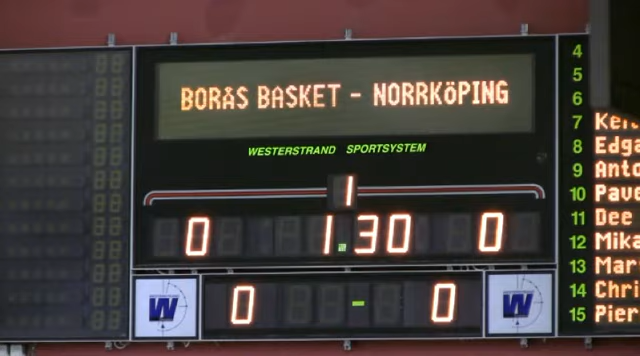 BORåS BASKET - NORRKöPING
WESTERSTRAND SPORTSYSTEM
1
0 1.30 0
0 - 0
W W
4
5
6
7
8 Edga
9 Anto
10 Pave
11 Dee
12 Mika
13 Mar
14 Chri
15 Pier